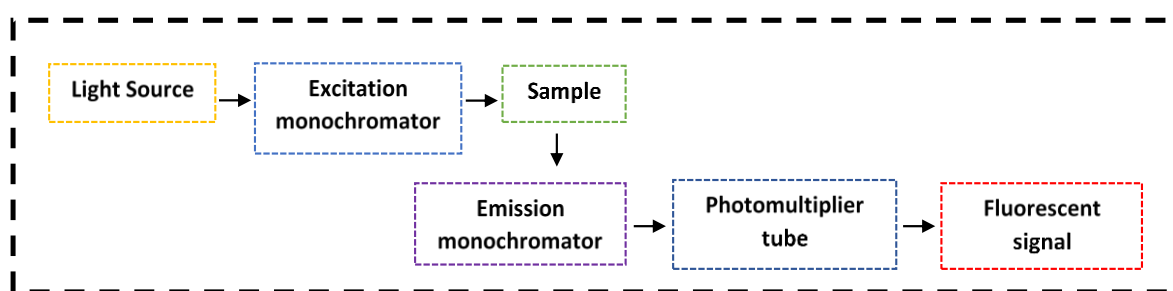 Light Source
Excitation
monochromator
Sample
Emission
monochromator
Photomultiplier
tube
Fluorescent
signal